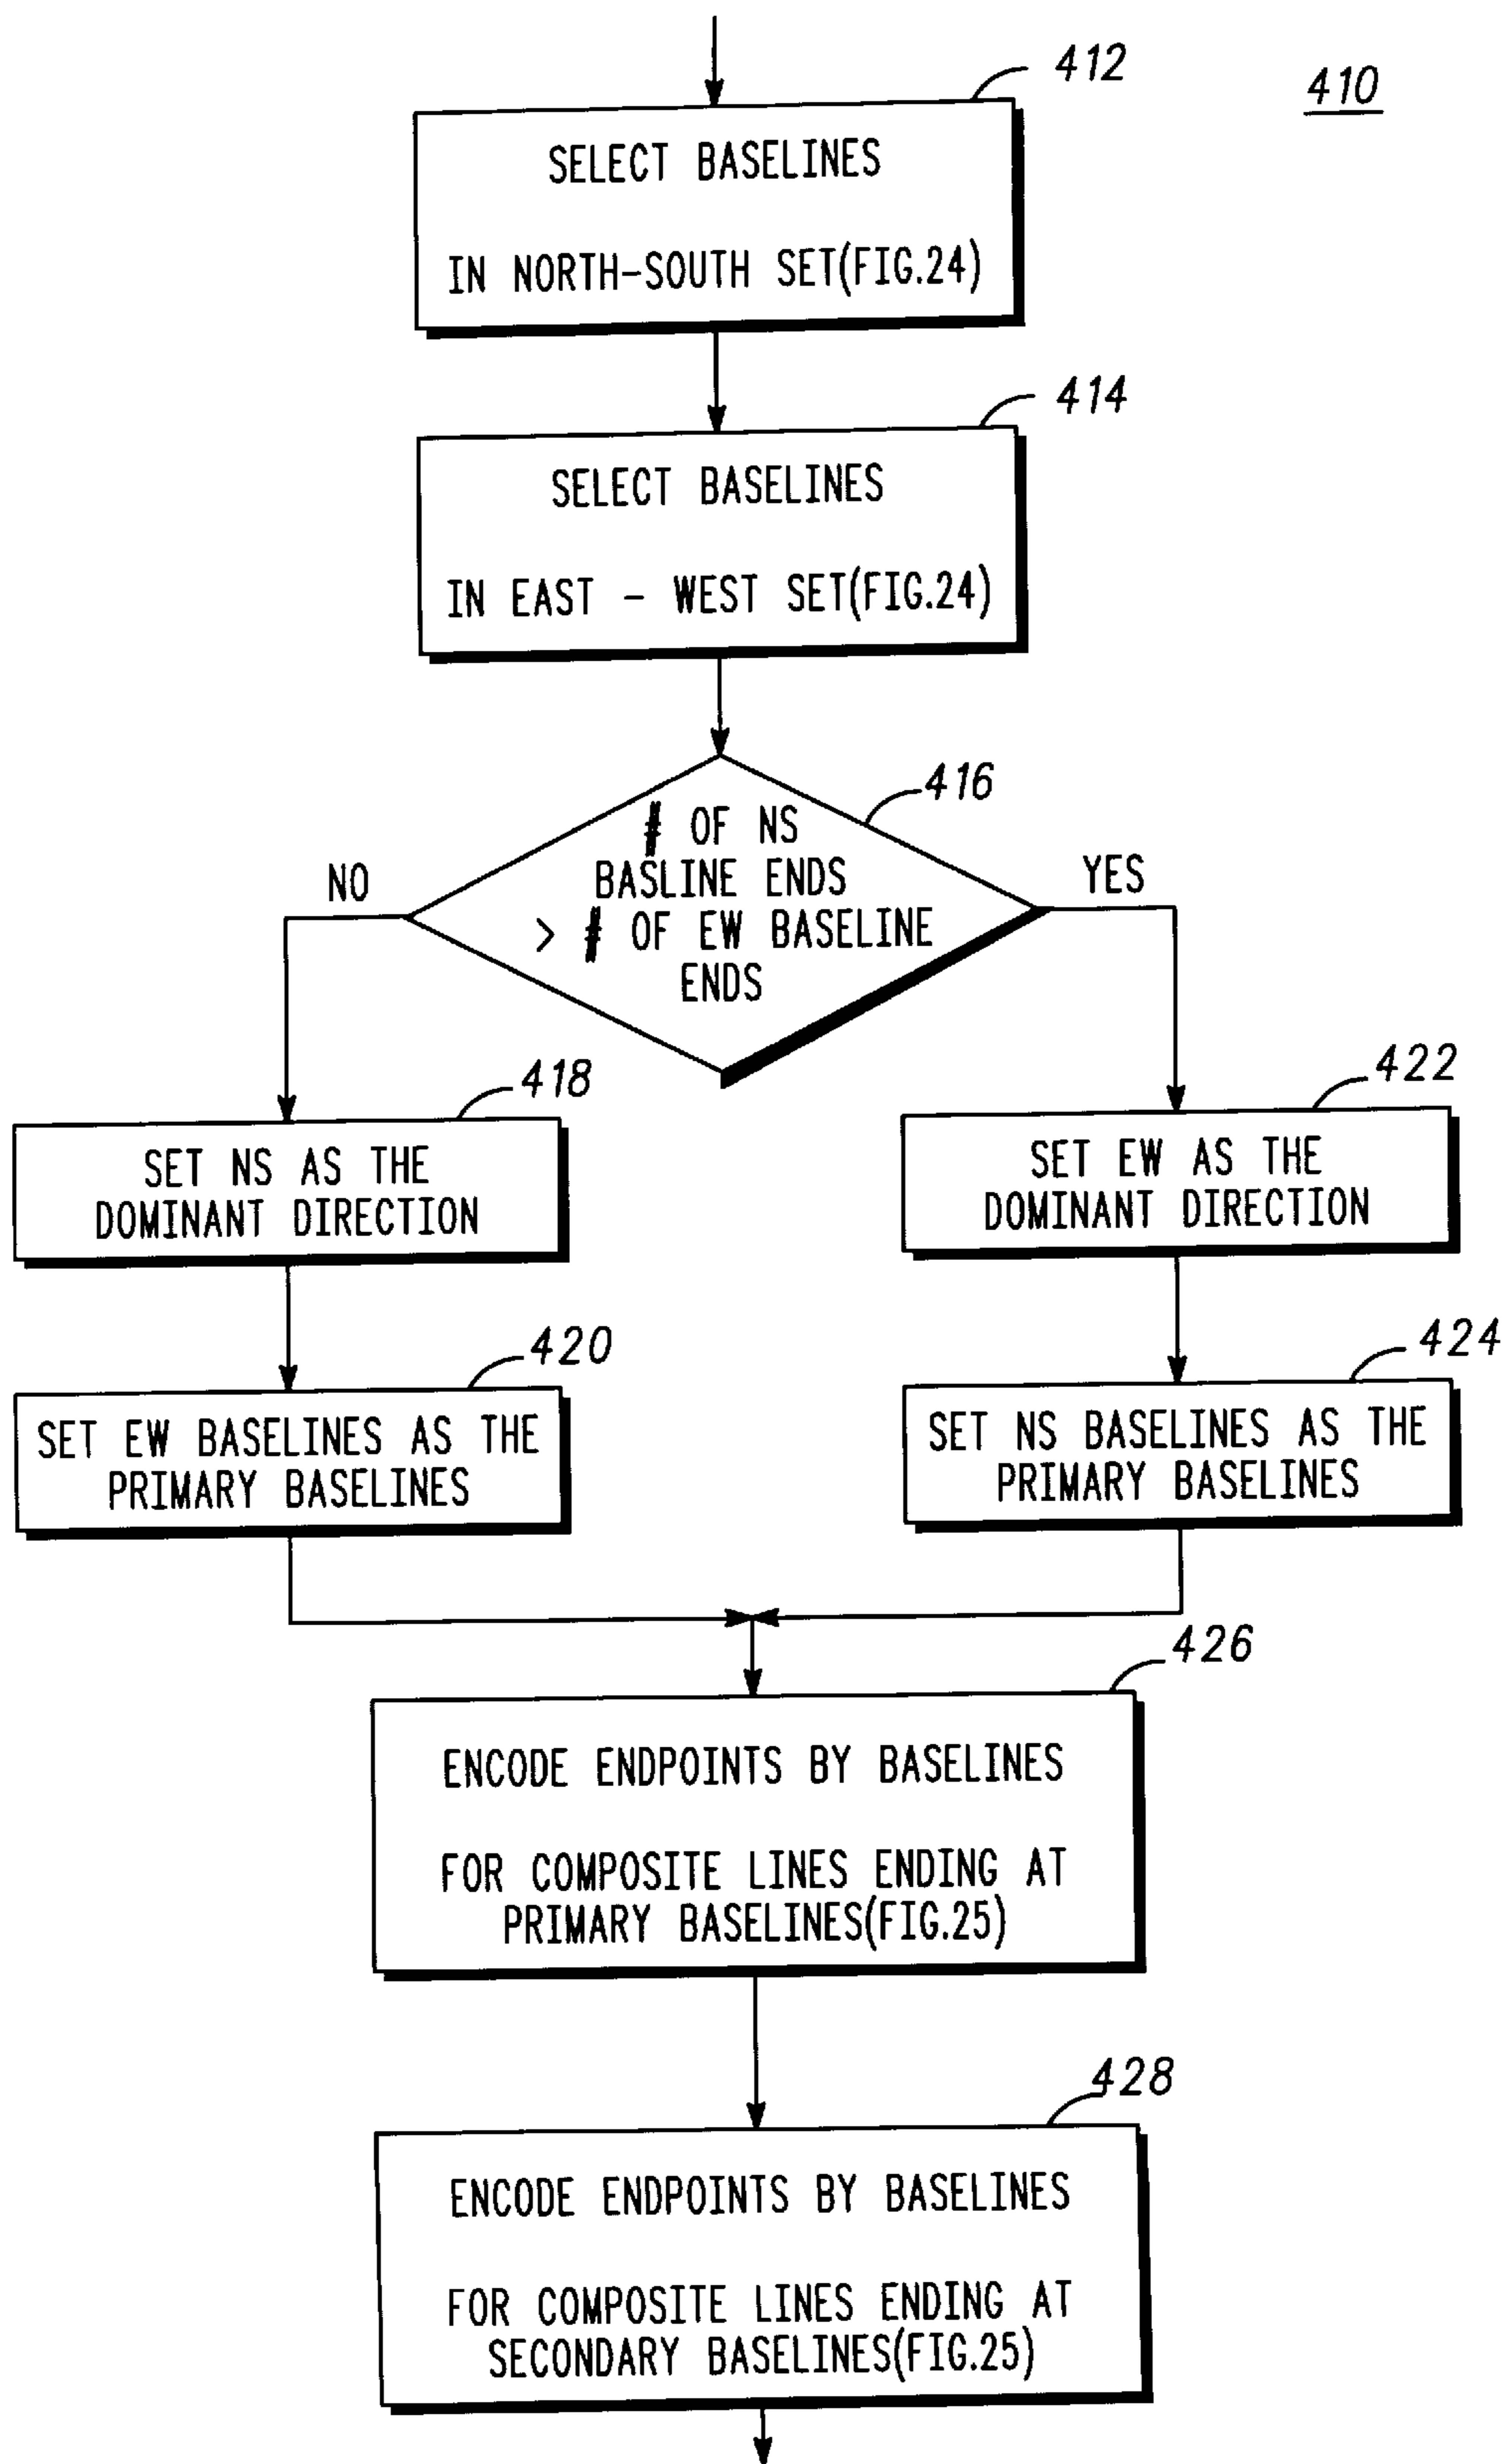 412
410
SELECT BASELINES
IN NORTH-SOUTH SET(FIG.24)
414
SELECT BASELINES
IN EAST - WEST SET(FIG.24)
416
# OF NS
BASLINE ENDS
> # OF EW BASELINE
ENDS
NO
YES
418
SET NS AS THE
DOMINANT DIRECTION
422
SET EW AS THE
DOMINANT DIRECTION
420
SET EW BASELINES AS THE
PRIMARY BASELINES
424
SET NS BASELINES AS THE
PRIMARY BASELINES
426
ENCODE ENDPOINTS BY BASELINES
FOR COMPOSITE LINES ENDING AT
PRIMARY BASELINES(FIG.25)
428
ENCODE ENDPOINTS BY BASELINES
FOR COMPOSITE LINES ENDING AT
SECONDARY BASELINES(FIG.25)